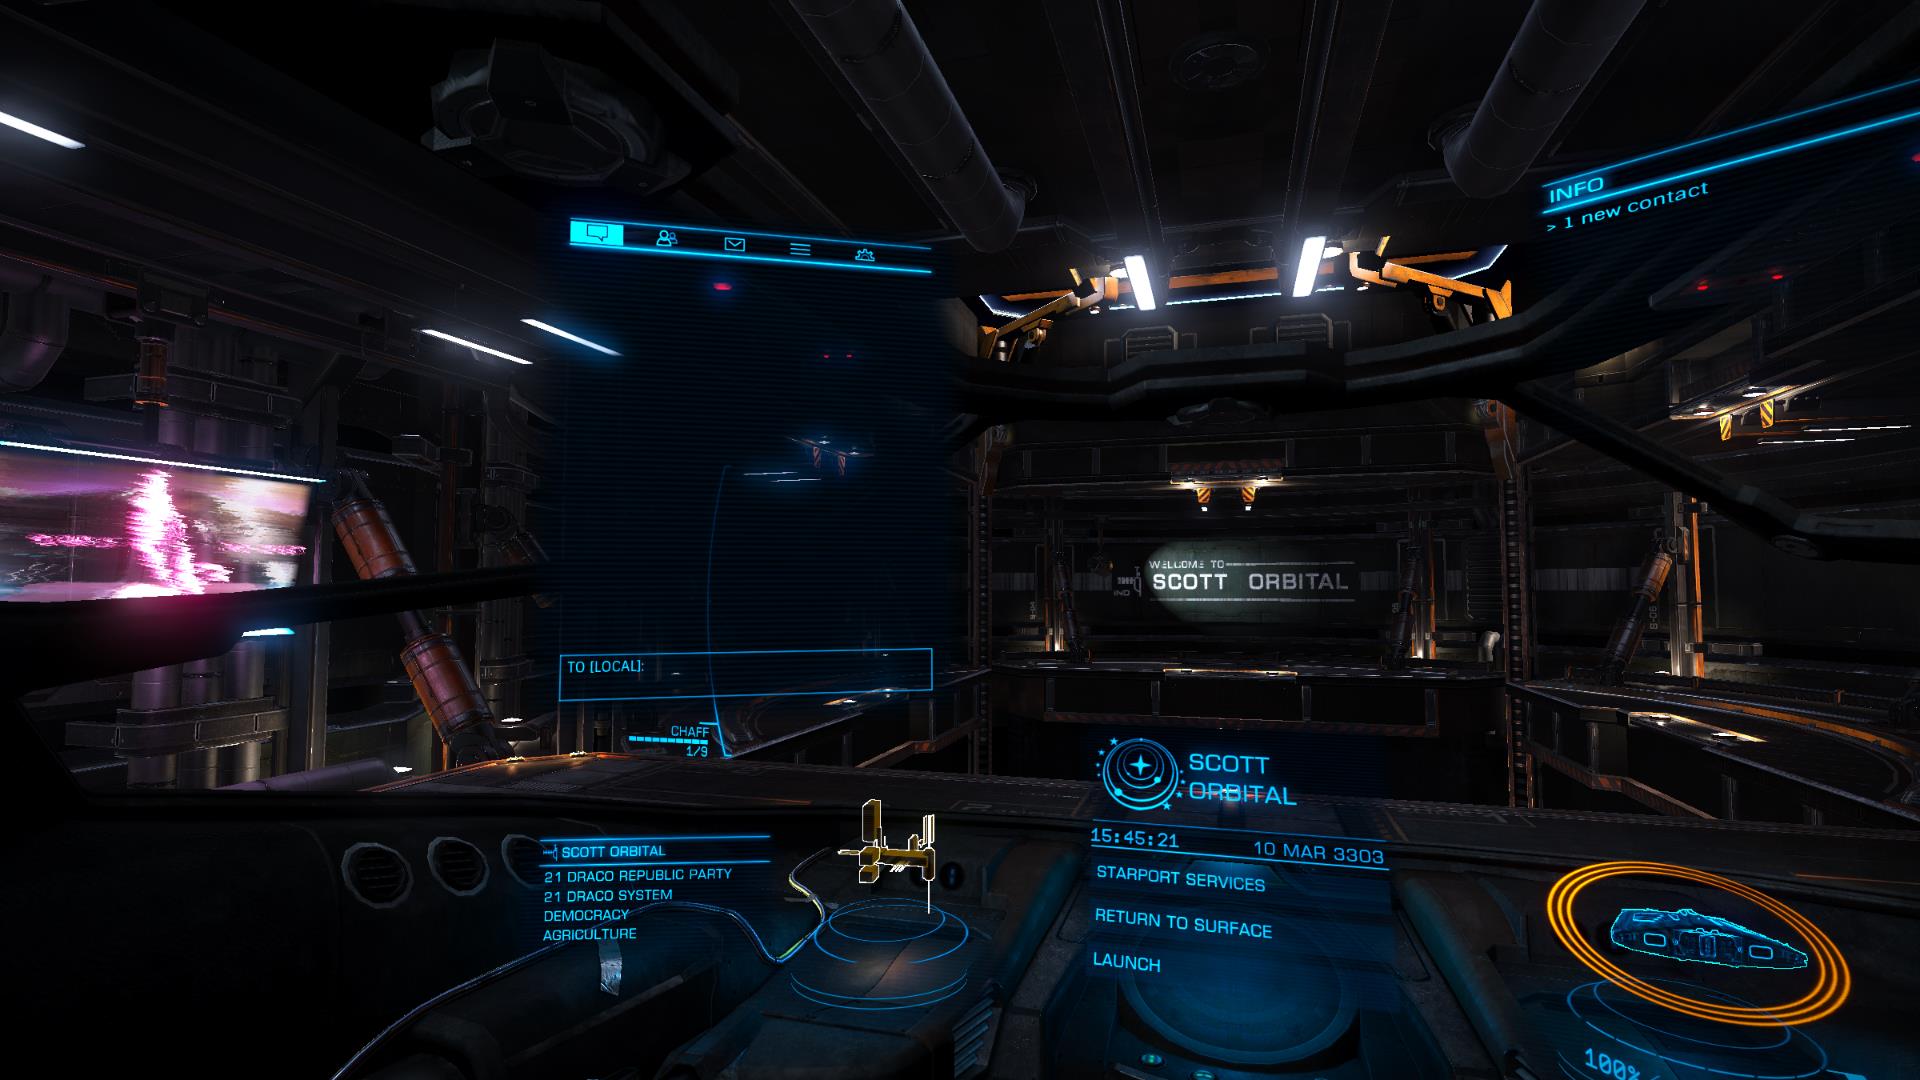 INFO
> 1 new contact
WELCOME TO
SCOTT ORBITAL
IND
TO [LOCAL]:
CHAFF
1/9
SCOTT
ORBITAL
15:45:21 10 MAR 3303
STARPORT SERVICES
RETURN TO SURFACE
LAUNCH
SCOTT ORBITAL
21 DRACO REPUBLIC PARTY
21 DRACO SYSTEM
DEMOCRACY
AGRICULTURE
100%